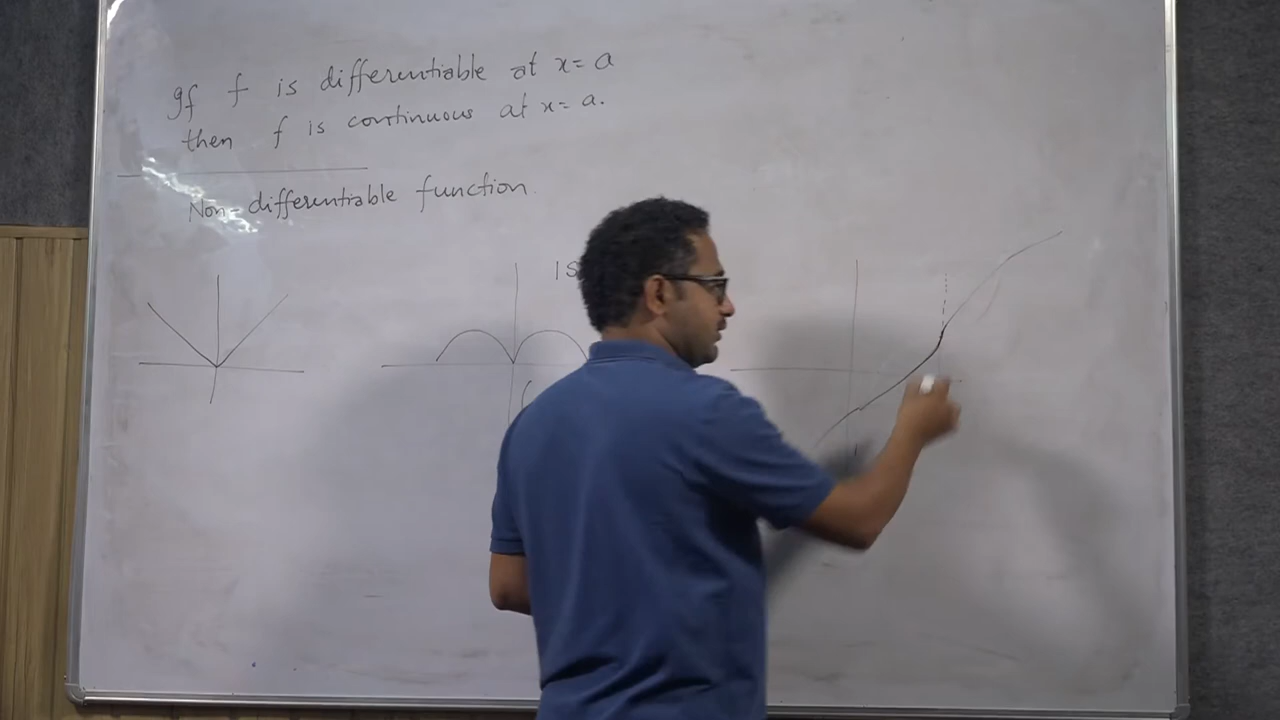 If f is differentiable at x = a
then f is continuous at x = a.
Non-differentiable function